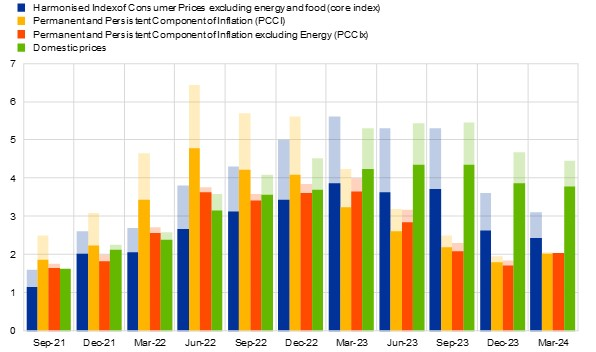 Harmonised Index of Consumer Prices excluding energy and food (core index)
Permanent and Persistent Component of Inflation (PCCI)
Permanent and Persistent Component of Inflation excluding Energy (PCCIx)
Domestic prices
7
6
5
4
3
2
1
0
Sep-21 Dec-21 Mar-22 Jun-22 Sep-22 Dec-22 Mar-23 Jun-23 Sep-23 Dec-23 Mar-24